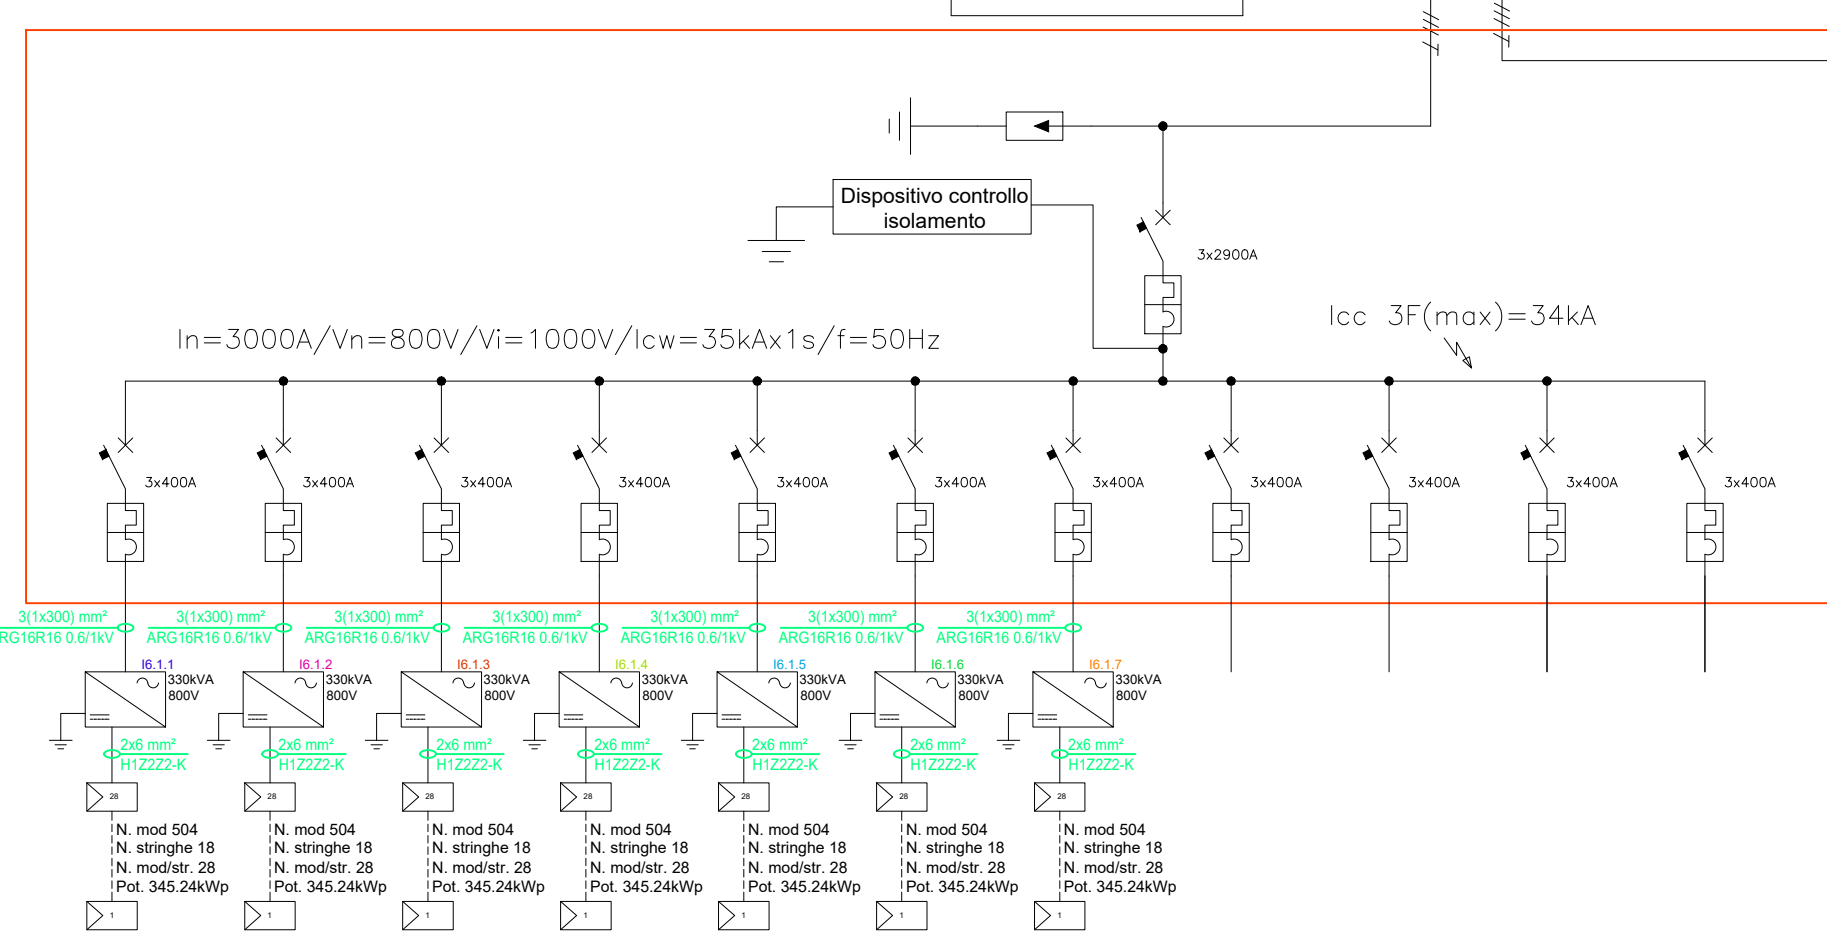 Dispositivo controllo
isolamento
3x2900A
Icc 3F(max)=34kA
In=3000A/Vn=800V/Vi=1000V/Icw=35kAx1s/f=50Hz
3x400A 3x400A 3x400A 3x400A 3x400A 3x400A 3x400A 3x400A 3x400A 3x400A 3x400A
3(1x300) mm² 3(1x300) mm² 3(1x300) mm² 3(1x300) mm² 3(1x300) mm² 3(1x300) mm² 3(1x300) mm²
RG16R16 0.6/1kV ARG16R16 0.6/1kV ARG16R16 0.6/1kV ARG16R16 0.6/1kV ARG16R16 0.6/1kV ARG16R16 0.6/1kV ARG16R16 0.6/1kV
I6.1.1 I6.1.2 I6.1.3 I6.1.4 I6.1.5 I6.1.6 I6.1.7
330kVA 330kVA 330kVA 330kVA 330kVA 330kVA 330kVA
800V 800V 800V 800V 800V 800V 800V
2x6 mm² 2x6 mm² 2x6 mm² 2x6 mm² 2x6 mm² 2x6 mm² 2x6 mm²
H1Z2Z2-K H1Z2Z2-K H1Z2Z2-K H1Z2Z2-K H1Z2Z2-K H1Z2Z2-K H1Z2Z2-K
28 28 28 28 28 28 28
N. mod 504 N. mod 504 N. mod 504 N. mod 504 N. mod 504 N. mod 504 N. mod 504
N. stringhe 18 N. stringhe 18 N. stringhe 18 N. stringhe 18 N. stringhe 18 N. stringhe 18 N. stringhe 18
N. mod/str. 28 N. mod/str. 28 N. mod/str. 28 N. mod/str. 28 N. mod/str. 28 N. mod/str. 28 N. mod/str. 28
Pot. 345.24kWp Pot. 345.24kWp Pot. 345.24kWp Pot. 345.24kWp Pot. 345.24kWp Pot. 345.24kWp Pot. 345.24kWp
1 1 1 1 1 1 1